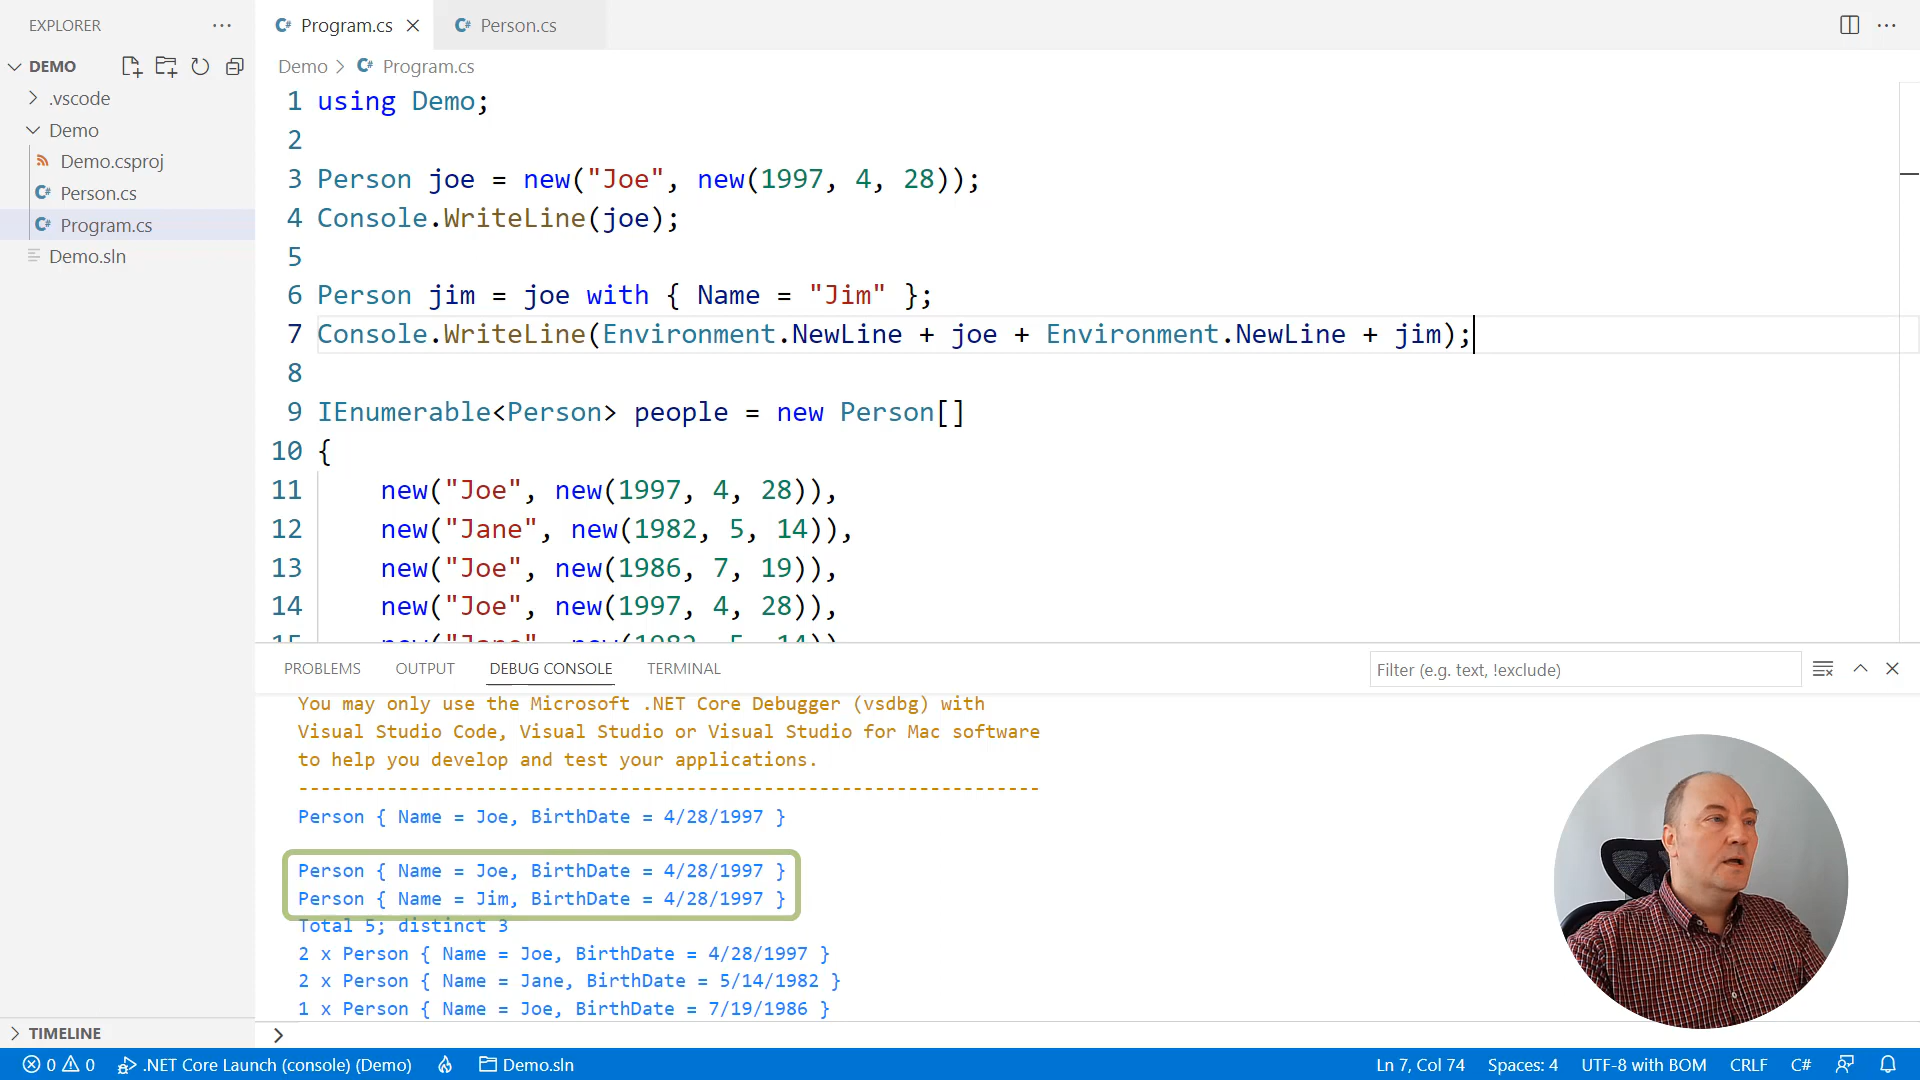 EXPLORER
DEMO
.vscode
Demo
Demo.csproj
Person.cs
Program.cs
Demo.sln
TIMELINE
Program.cs
Person.cs
Demo > Program.cs
1 using Demo;
2
3 Person joe = new("Joe", new(1997, 4, 28));
4 Console.WriteLine(joe);
5
6 Person jim = joe with { Name = "Jim" };
7 Console.WriteLine(Environment.NewLine + joe + Environment.NewLine + jim);
8
9 IEnumerable<Person> people = new Person[]
10 {
11 new("Joe", new(1997, 4, 28)),
12 new("Jane", new(1982, 5, 14)),
13 new("Joe", new(1986, 7, 19)),
14 new("Joe", new(1997, 4, 28)),
15 new("Jane", new(1982, 5, 14))
PROBLEMS OUTPUT DEBUG CONSOLE TERMINAL
Filter (e.g. text, !exclude)
You may only use the Microsoft .NET Core Debugger (vsdbg) with
Visual Studio Code, Visual Studio or Visual Studio for Mac software
to help you develop and test your applications.
-------------------------------------------------------------------
Person { Name = Joe, BirthDate = 4/28/1997 }
Person { Name = Joe, BirthDate = 4/28/1997 }
Person { Name = Jim, BirthDate = 4/28/1997 }
Total 5; distinct 3
2 x Person { Name = Joe, BirthDate = 4/28/1997 }
2 x Person { Name = Jane, BirthDate = 5/14/1982 }
1 x Person { Name = Joe, BirthDate = 7/19/1986 }
0 0 .NET Core Launch (console) (Demo) Demo.sln Ln 7, Col 74 Spaces: 4 UTF-8 with BOM CRLF C#